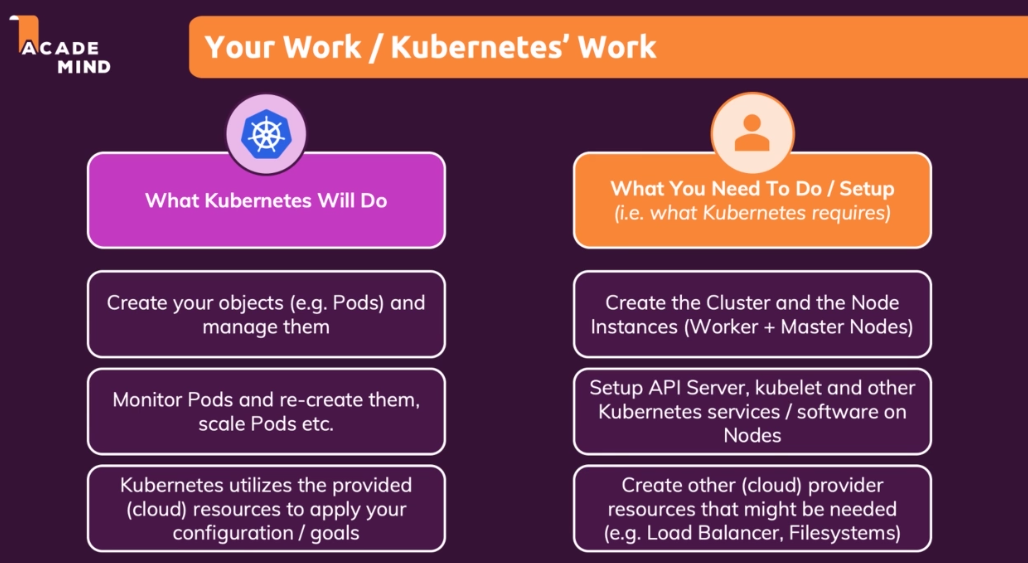 ACADE
MIND
Your Work / Kubernetes’ Work
What Kubernetes Will Do
Create your objects (e.g. Pods) and
manage them
Monitor Pods and re-create them,
scale Pods etc.
Kubernetes utilizes the provided
(cloud) resources to apply your
configuration / goals
What You Need To Do / Setup
(i.e. what Kubernetes requires)
Create the Cluster and the Node
Instances (Worker + Master Nodes)
Setup API Server, kubelet and other
Kubernetes services / software on
Nodes
Create other (cloud) provider
resources that might be needed
(e.g. Load Balancer, Filesystems)